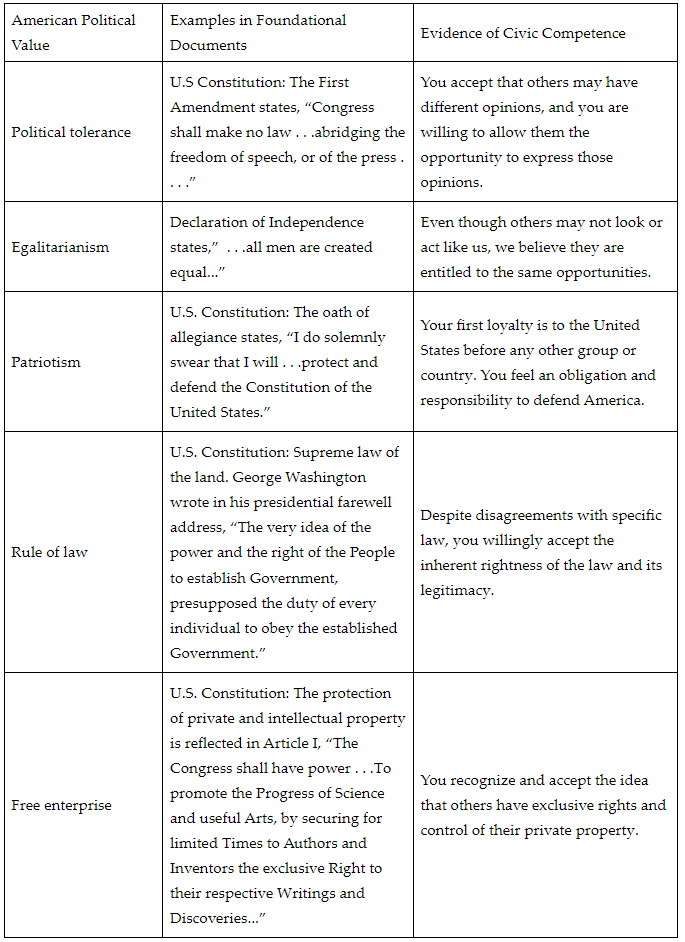 American Political
Value
Examples in Foundational
Documents
Evidence of Civic Competence
Political tolerance
U.S Constitution: The First
Amendment states, “Congress
shall make no law . . .abridging the
freedom of speech, or of the press .
. . .”
You accept that others may have
different opinions, and you are
willing to allow them the
opportunity to express those
opinions.
Egalitarianism
Declaration of Independence
states,”  . . .all men are created
equal...”
Even though others may not look or
act like us, we believe they are
entitled to the same opportunities.
Patriotism
U.S. Constitution: The oath of
allegiance states, “I do solemnly
swear that I will . . .protect and
defend the Constitution of the
United States.”
Your first loyalty is to the United
States before any other group or
country. You feel an obligation and
responsibility to defend America.
Rule of law
U.S. Constitution: Supreme law of
the land. George Washington
wrote in his presidential farewell
address, “The very idea of the
power and the right of the People
to establish Government,
presupposed the duty of every
individual to obey the established
Government.”
Despite disagreements with specific
law, you willingly accept the
inherent rightness of the law and its
legitimacy.
Free enterprise
U.S. Constitution: The protection
of private and intellectual property
is reflected in Article I, “The
Congress shall have power . . .To
promote the Progress of Science
and useful Arts, by securing for
limited Times to Authors and
Inventors the exclusive Right to
their respective Writings and
Discoveries...”
You recognize and accept the idea
that others have exclusive rights and
control of their private property.